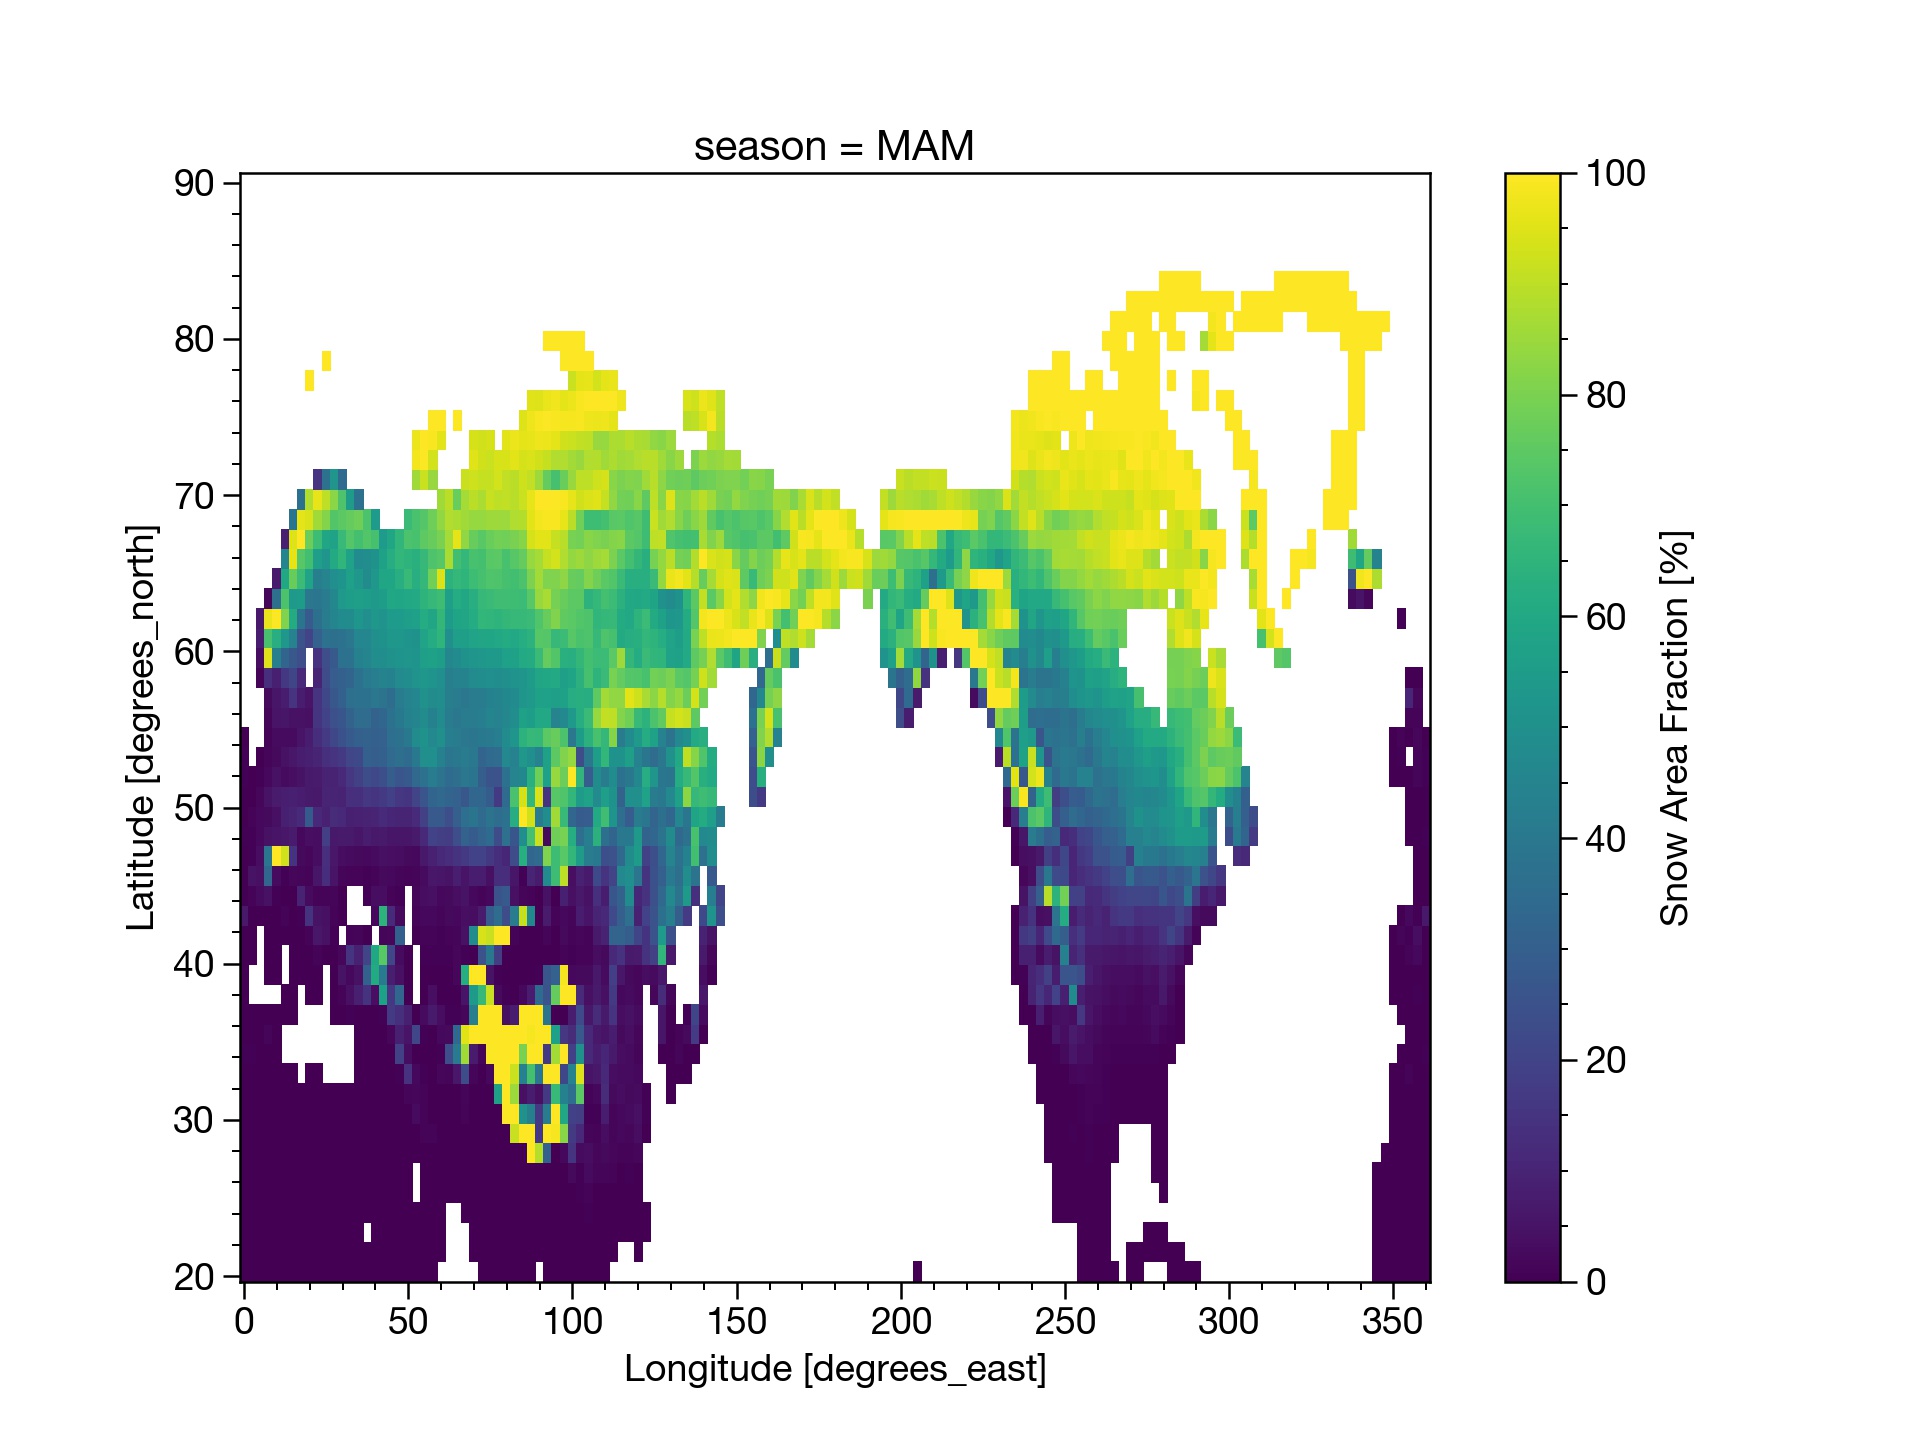 season = MAM
90
80
70
60
50
40
30
20
Latitude [degrees_north]
0 50 100 150 200 250 300 350
Longitude [degrees_east]
100
80
60
40
20
0
Snow Area Fraction [%]